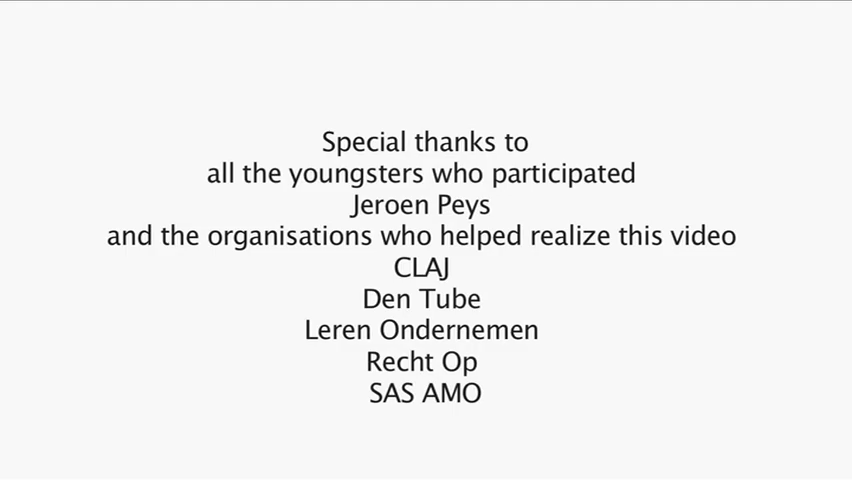 Special thanks to
all the youngsters who participated
Jeroen Peys
and the organisations who helped realize this video
CLAJ
Den Tube
Leren Ondernemen
Recht Op
SAS AMO